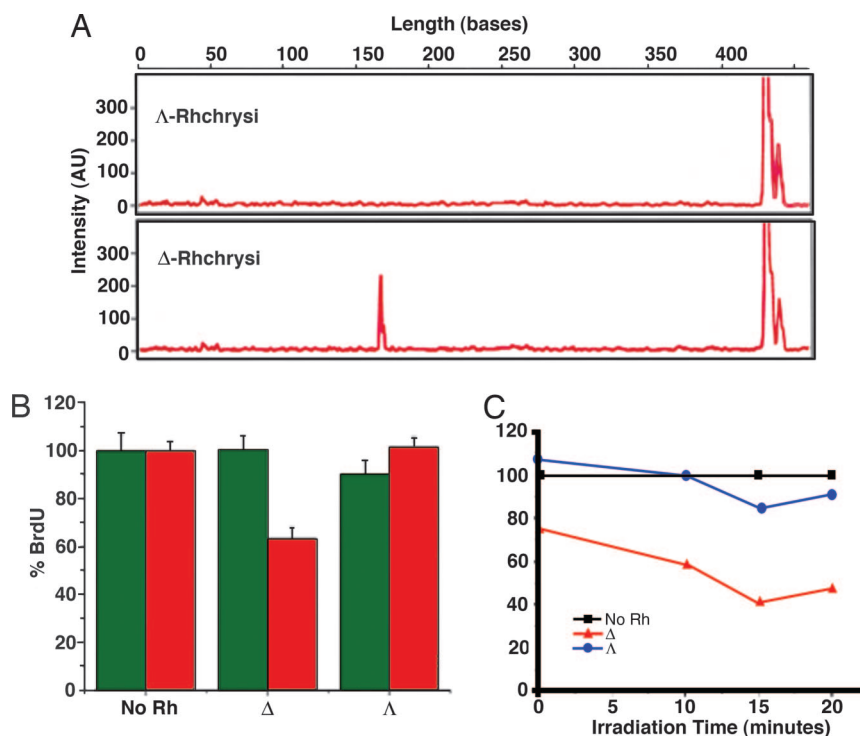 A
Length (bases)
0 50 100 150 200 250 300 350 400
Intensity (AU)
300
200
100
0
Λ-Rhchrysi
300
200
100
0
Δ-Rhchrysi
B
% BrdU
120
100
80
60
40
20
0
No Rh Δ Λ
C
120
100
80
60
40
20
0
No Rh
Δ
Λ
0 5 10 15 20
Irradiation Time (minutes)